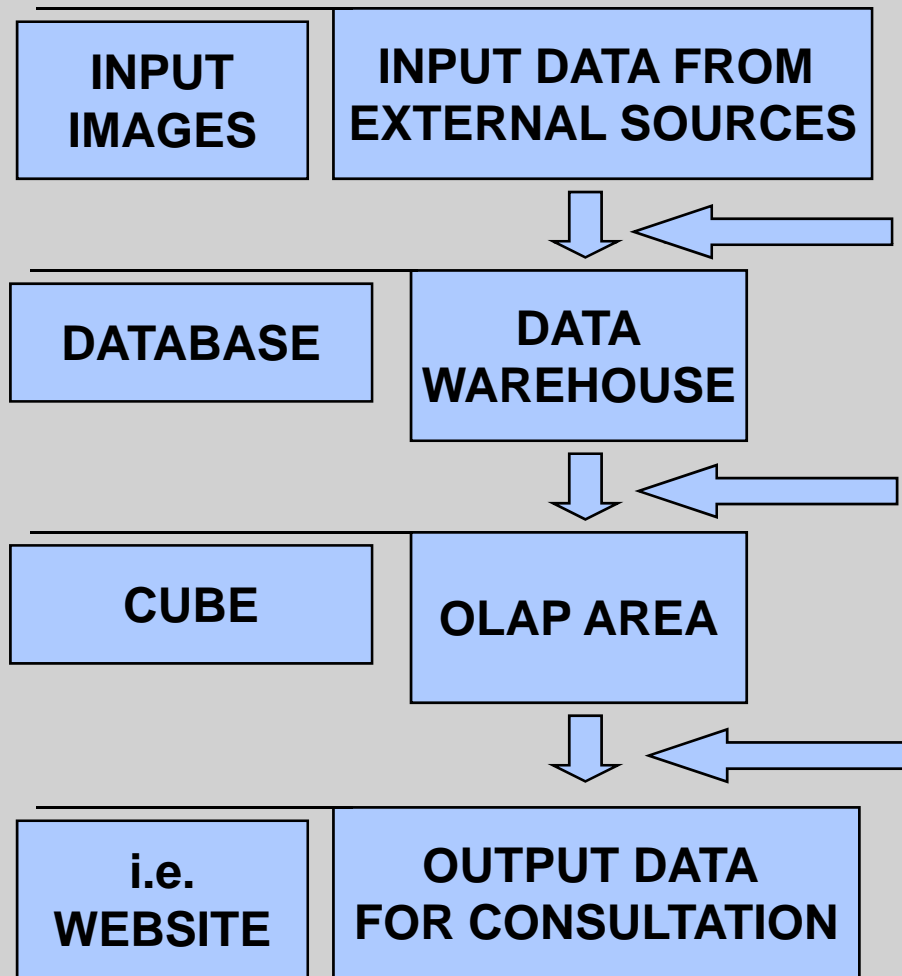 INPUT
IMAGES
INPUT DATA FROM
EXTERNAL SOURCES
DATABASE
DATA
WAREHOUSE
CUBE
OLAP AREA
i.e.
WEBSITE
OUTPUT DATA
FOR CONSULTATION